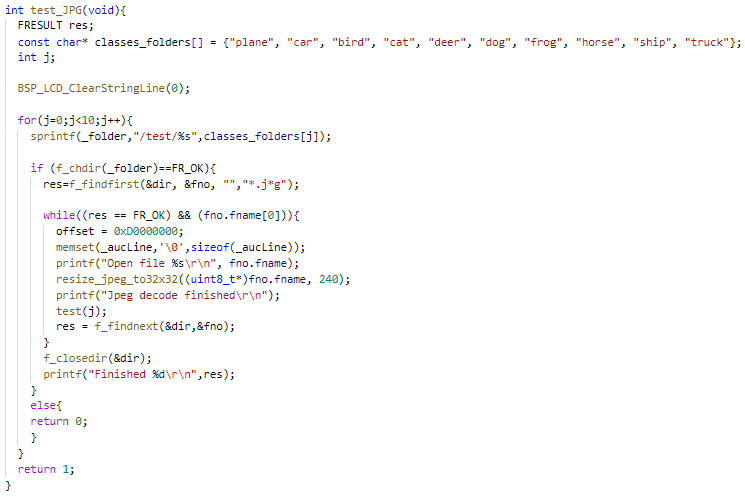 int test_JPG(void){
  FRESULT res;
  const char* classes_folders[] = {"plane", "car", "bird", "cat", "deer", "dog", "frog", "horse", "ship", "truck"};
  int j;

  BSP_LCD_ClearStringLine(0);

  for(j=0;j<10;j++){
    sprintf(_folder,"/test/%s",classes_folders[j]);

    if (f_chdir(_folder)==FR_OK){
      res=f_findfirst(&dir, &fno, "","*.j*g");

      while((res == FR_OK) && (fno.fname[0])){
        offset = 0xD0000000;
        memset(_aucLine,'\0',sizeof(_aucLine));
        printf("Open file %s\r\n", fno.fname);
        resize_jpeg_to32x32((uint8_t*)fno.fname, 240);
        printf("Jpeg decode finished\r\n");
        test(j);
        res = f_findnext(&dir,&fno);
      }
      f_closedir(&dir);
      printf("Finished %d\r\n",res);
    }
    else{
    return 0;
    }
  }
  return 1;
}